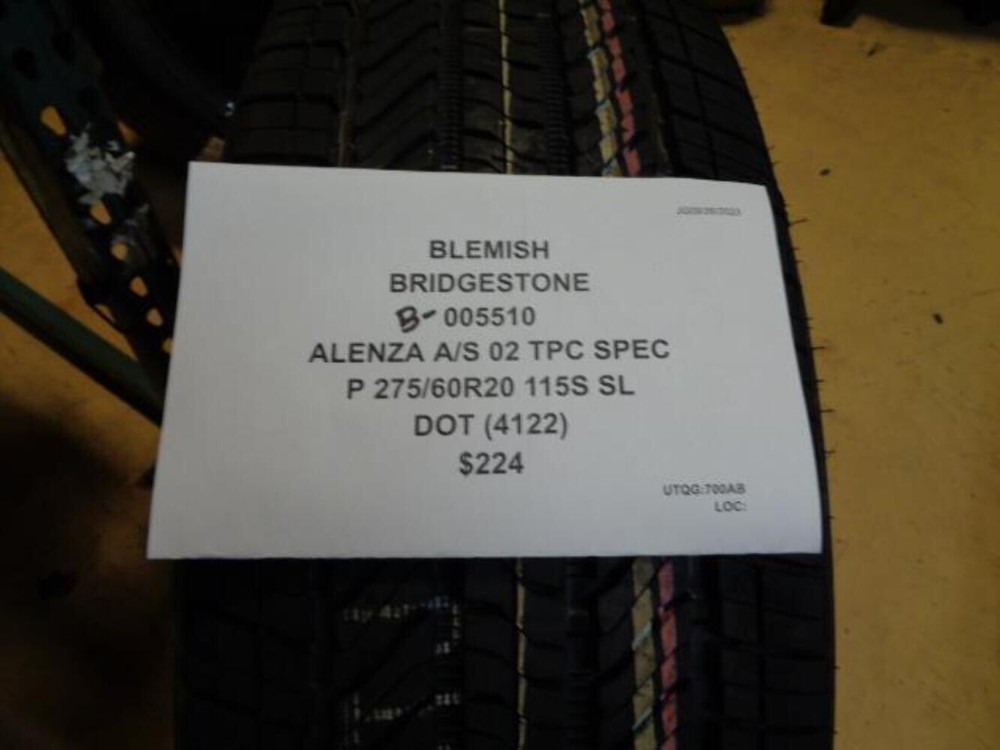 BLEMISH
BRIDGESTONE
B- 005510
ALENZA A/S 02 TPC SPEC
P 275/60R20 115S SL
DOT (4122)
$224
UTQG:700AB
LOC: